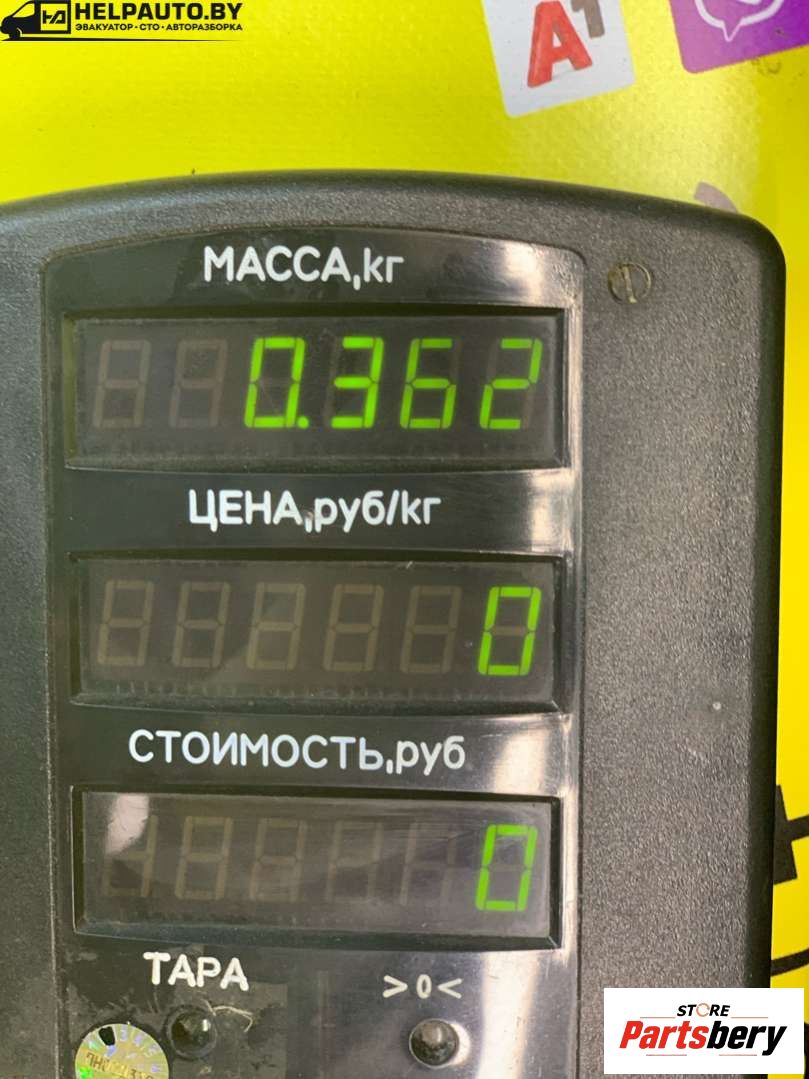 HELPAUTO.BY
ЭВАКУАТОР • СТО • АВТОРАЗБОРКА
A1
МАССА,кг
0.362
ЦЕНА,руб/кг
0
СТОИМОСТЬ,руб
0
ТАРА
>0<
STORE
Partsbery